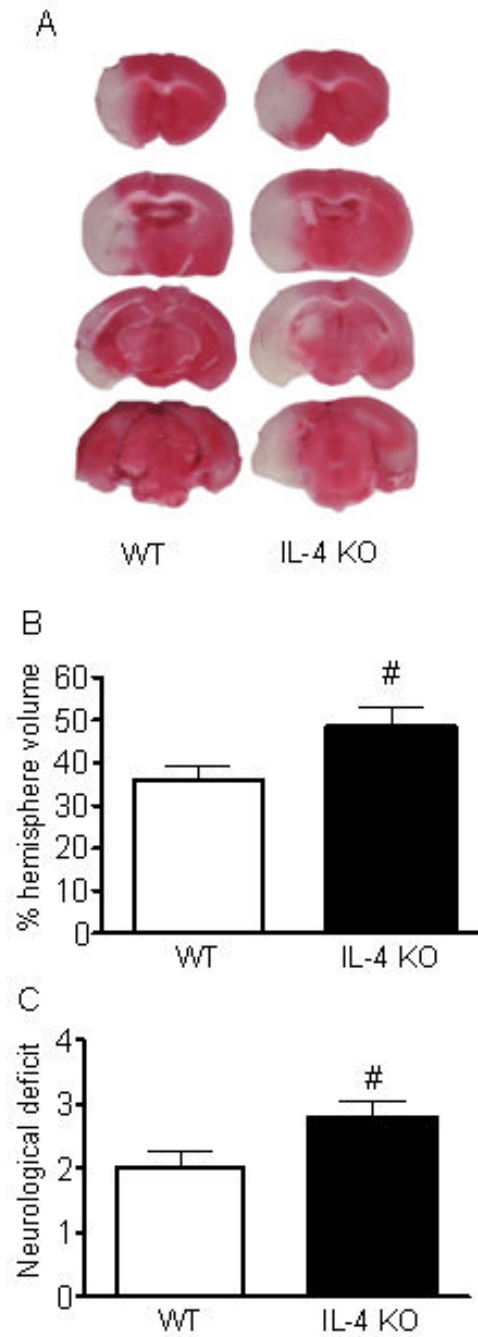 A
WT IL-4 KO
B
% hemisphere volume
60
50
40
30
20
10
0
#
WT IL-4 KO
C
Neurological deficit
4
3
2
1
0
#
WT IL-4 KO